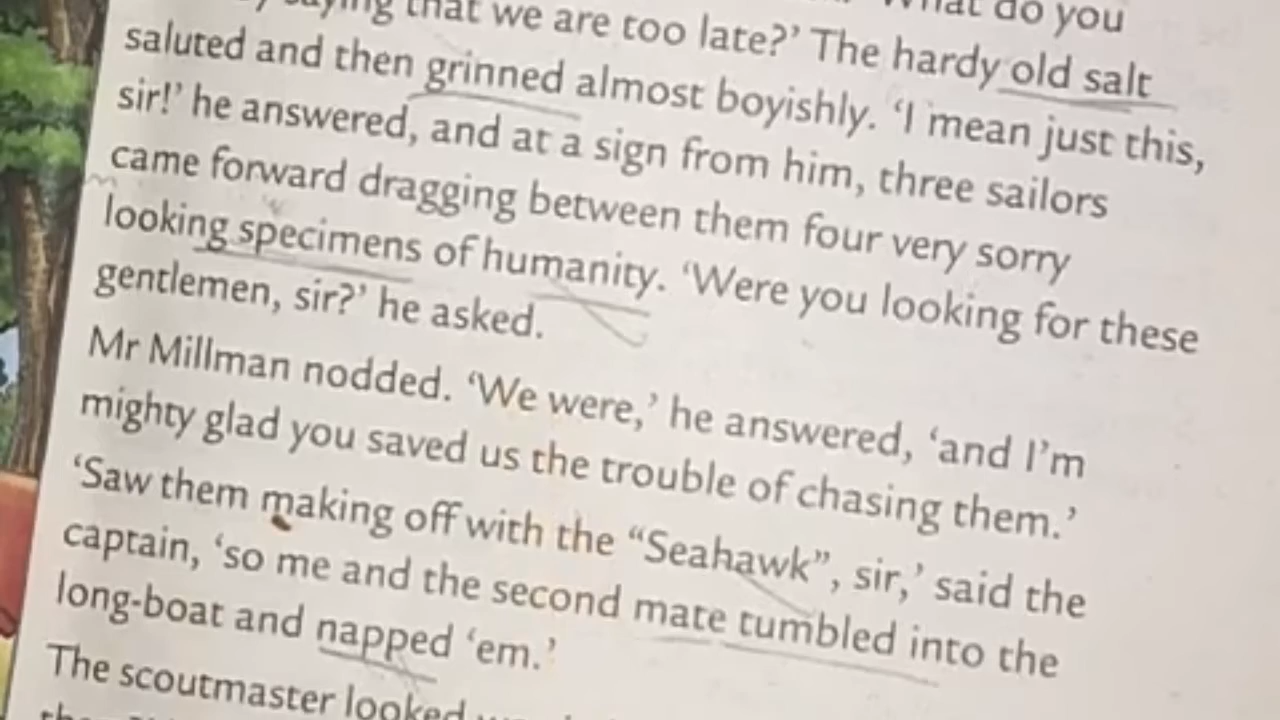 What do you
saying that we are too late?’ The hardy old salt
saluted and then grinned almost boyishly. ‘I mean just this,
sir!’ he answered, and at a sign from him, three sailors
came forward dragging between them four very sorry
looking specimens of humanity. ‘Were you looking for these
gentlemen, sir?’ he asked.
Mr Millman nodded. ‘We were,’ he answered, ‘and I’m
mighty glad you saved us the trouble of chasing them.’
‘Saw them making off with the “Seahawk”, sir,’ said the
captain, ‘so me and the second mate tumbled into the
long-boat and napped ‘em.’
The scoutmaster looked